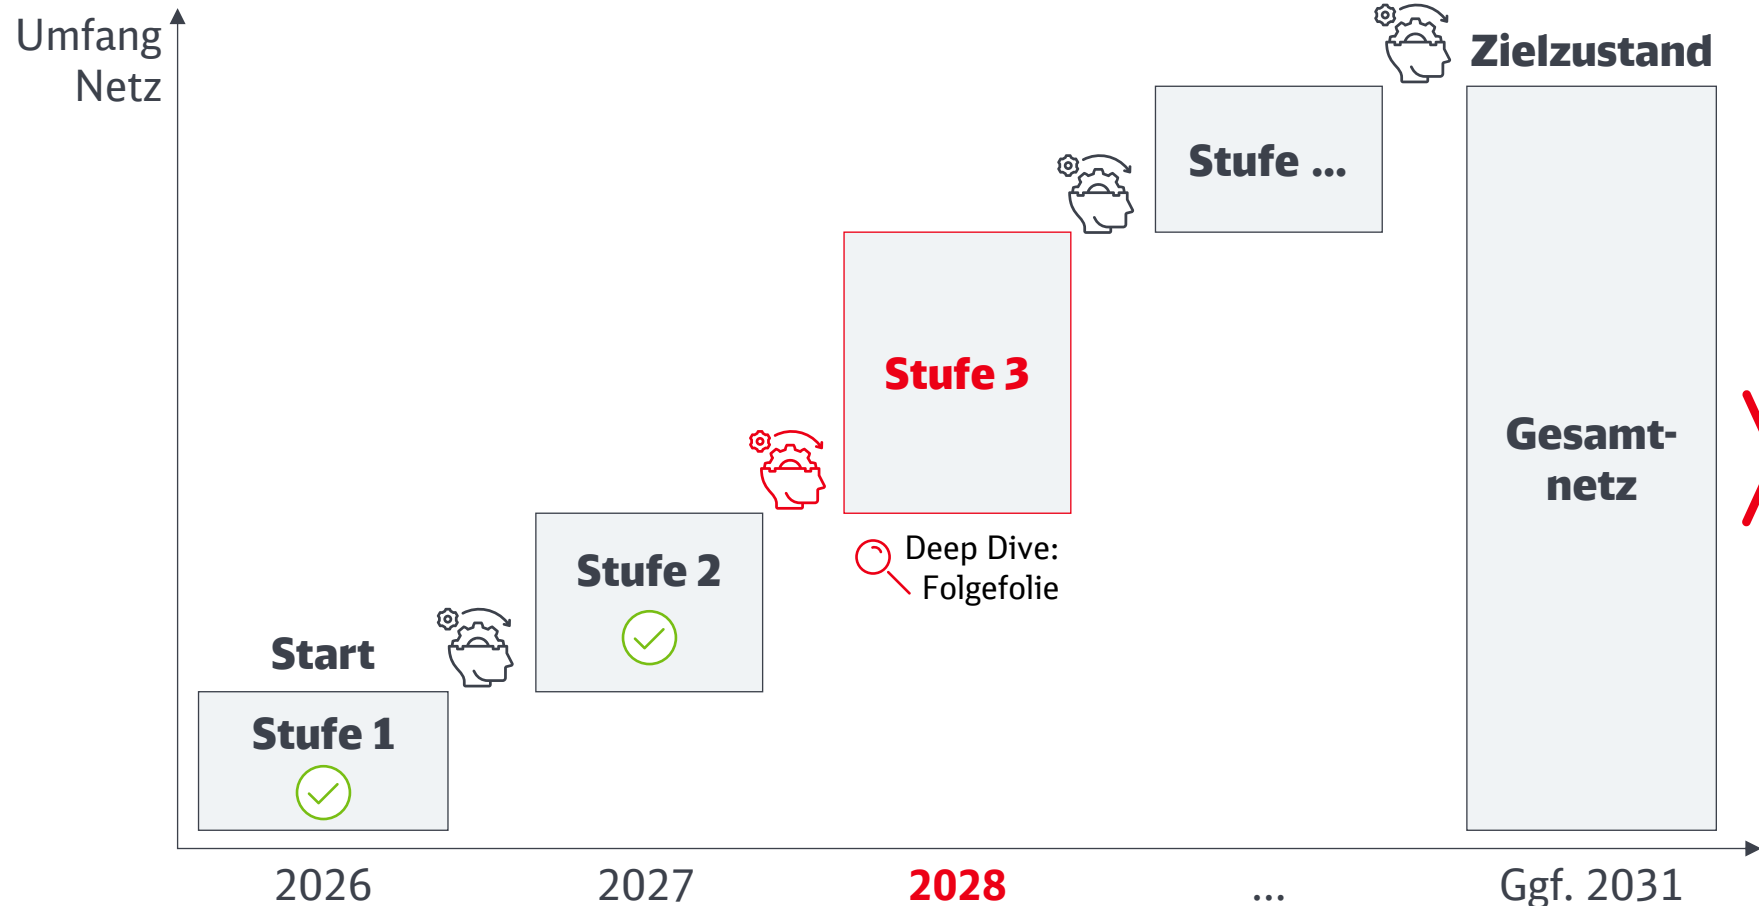 Umfang
Netz
Zielzustand
Stufe ...
Stufe 3
Gesamt-
netz
Deep Dive:
Folgefolie
Stufe 2
Start
Stufe 1
2026
2027
2028
...
Ggf. 2031